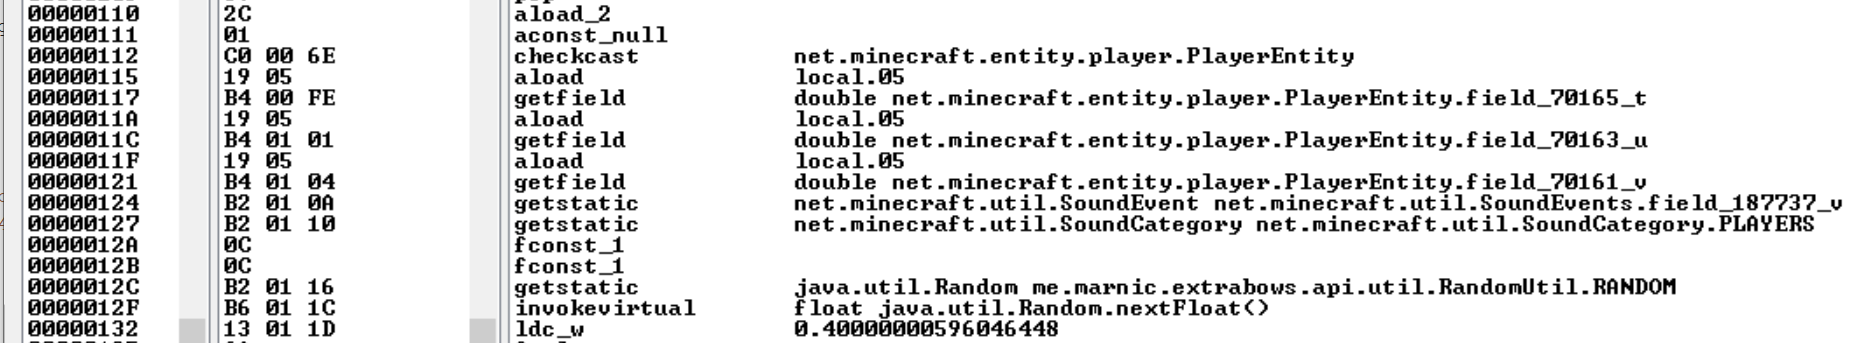 00000110 2C aload_2
00000111 01 aconst_null
00000112 C0 00 6E checkcast net.minecraft.entity.player.PlayerEntity
00000115 19 05 aload local.05
00000117 B4 00 FE getfield double net.minecraft.entity.player.PlayerEntity.field_70165_t
0000011A 19 05 aload local.05
0000011C B4 01 01 getfield double net.minecraft.entity.player.PlayerEntity.field_70163_u
0000011F 19 05 aload local.05
00000121 B4 01 04 getfield double net.minecraft.entity.player.PlayerEntity.field_70161_v
00000124 B2 01 0A getstatic net.minecraft.util.SoundEvent net.minecraft.util.SoundEvents.field_187737_v
00000127 B2 01 10 getstatic net.minecraft.util.SoundCategory net.minecraft.util.SoundCategory.PLAYERS
0000012A 0C fconst_1
0000012B 0C fconst_1
0000012C B2 01 16 getstatic java.util.Random me.marnic.extrabows.api.util.RandomUtil.RANDOM
0000012F B6 01 1C invokevirtual float java.util.Random.nextFloat()
00000132 13 01 1D ldc_w 0.40000000596046448